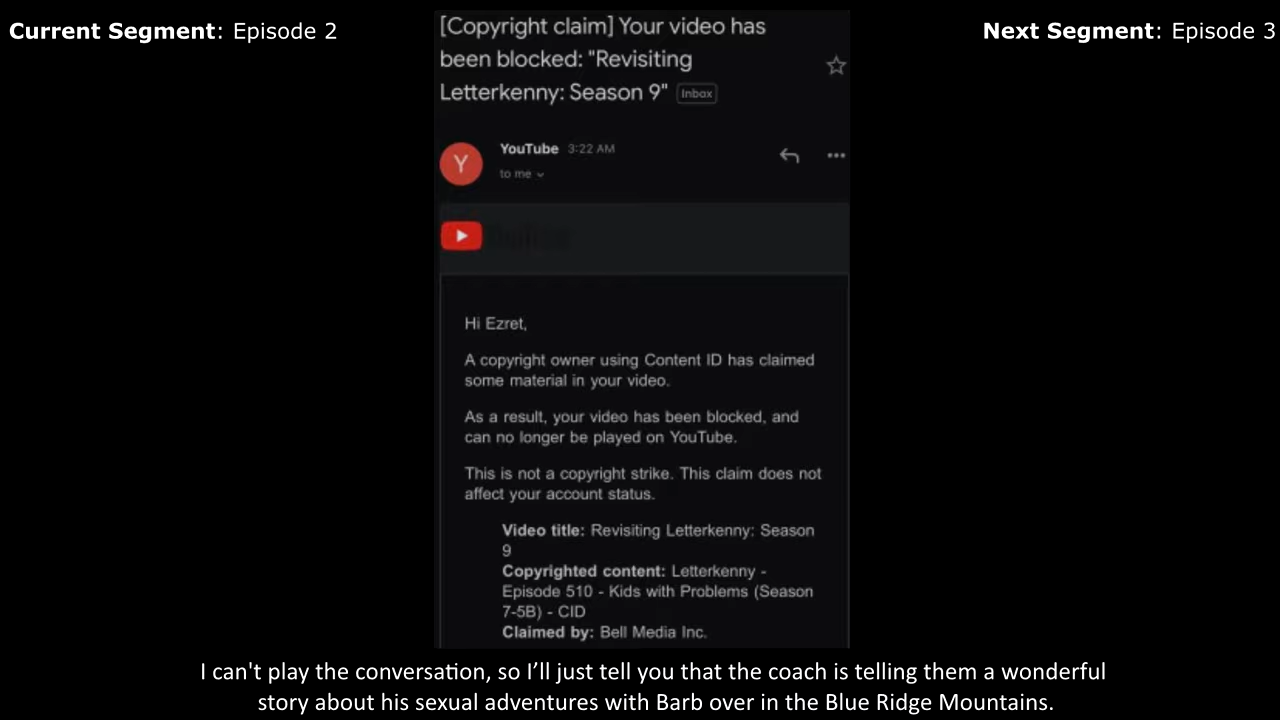 Current Segment: Episode 2
Next Segment: Episode 3
[Copyright claim] Your video has
been blocked: "Revisiting
Letterkenny: Season 9" Inbox
Y
YouTube 3:22 AM
to me
Hi Ezret,
A copyright owner using Content ID has claimed
some material in your video.
As a result, your video has been blocked, and
can no longer be played on YouTube.
This is not a copyright strike. This claim does not
affect your account status.
Video title: Revisiting Letterkenny: Season
9
Copyrighted content: Letterkenny -
Episode 510 - Kids with Problems (Season
7-5B) - CID
Claimed by: Bell Media Inc.
I can't play the conversation, so I'll just tell you that the coach is telling them a wonderful
story about his sexual adventures with Barb over in the Blue Ridge Mountains.